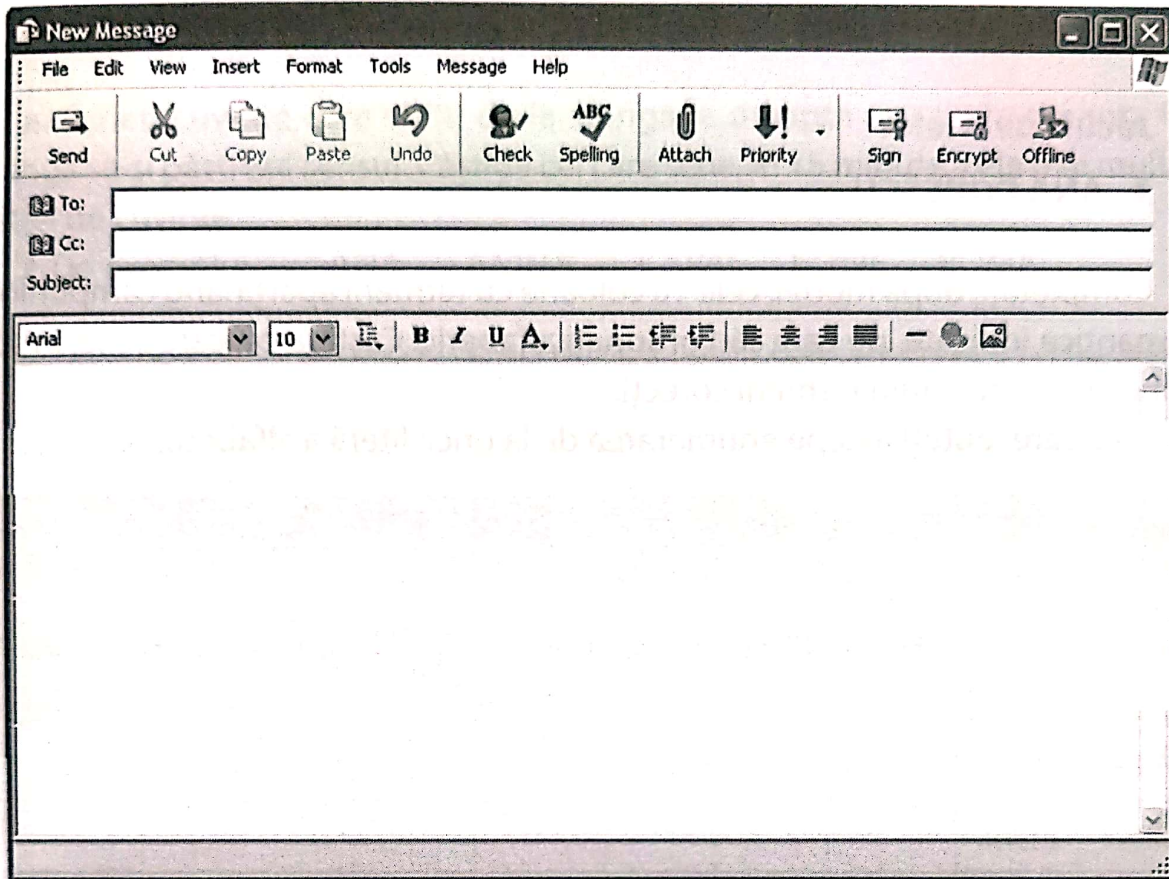 New Message
File Edit View Insert Format Tools Message Help
Send Cut Copy Paste Undo Check ABC Spelling Attach Priority Sign Encrypt Offline
To:
Cc:
Subject:
Arial 10 B I U A